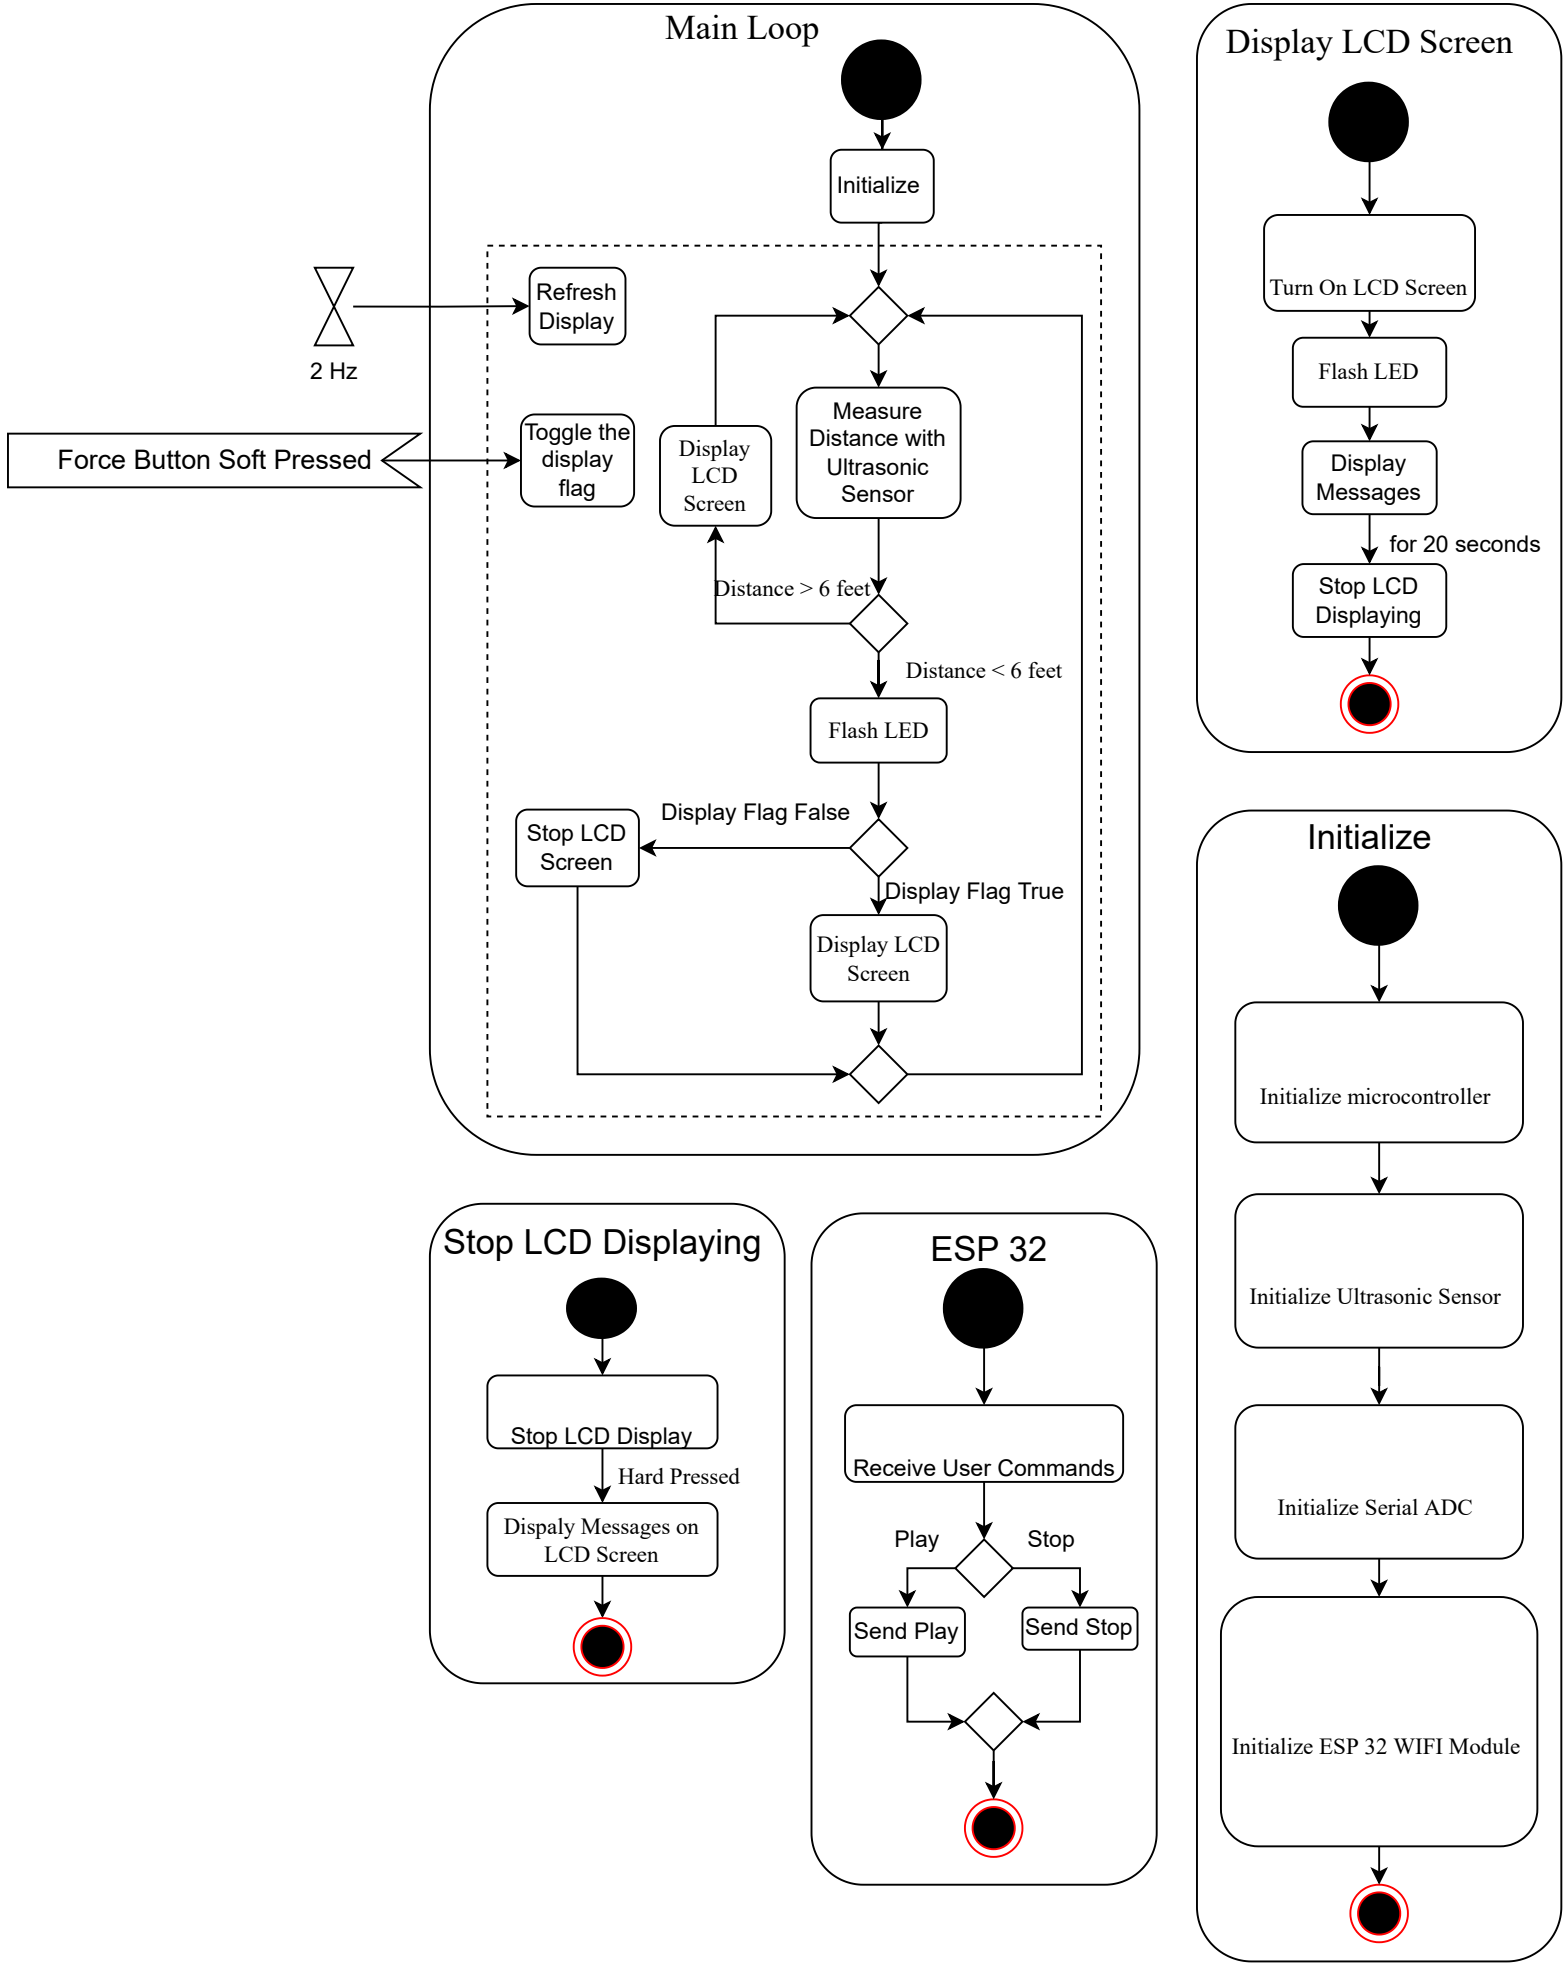 Main Loop
Initialize
Refresh
Display
2 Hz
Force Button Soft Pressed
Toggle the
display
flag
Display
LCD
Screen
Measure
Distance with
Ultrasonic
Sensor
Distance > 6 feet
Distance < 6 feet
Flash LED
Display Flag False
Stop LCD
Screen
Display Flag True
Display LCD
Screen
Display LCD Screen
Turn On LCD Screen
Flash LED
Display
Messages
for 20 seconds
Stop LCD
Displaying
Initialize
Initialize microcontroller
Initialize Ultrasonic Sensor
Initialize Serial ADC
Initialize ESP 32 WIFI Module
Stop LCD Displaying
Stop LCD Display
Hard Pressed
Dispaly Messages on
LCD Screen
ESP 32
Receive User Commands
Play
Stop
Send Play
Send Stop